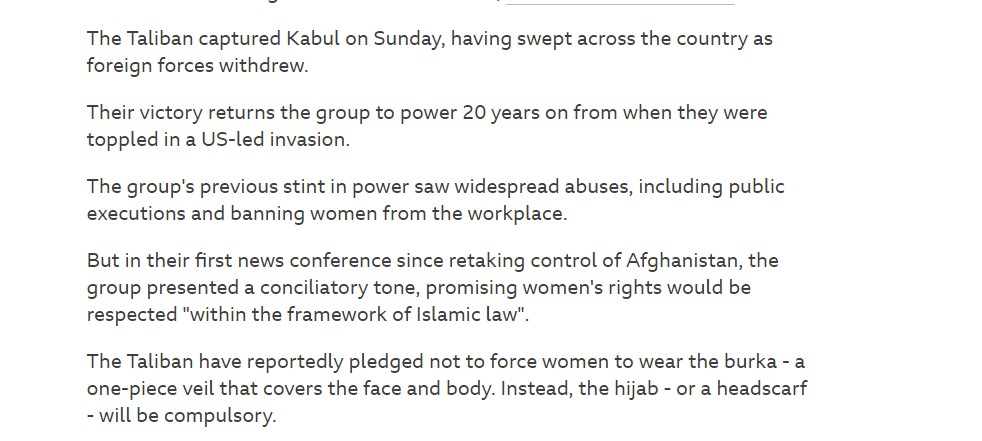 The Taliban captured Kabul on Sunday, having swept across the country as
foreign forces withdrew.
Their victory returns the group to power 20 years on from when they were
toppled in a US-led invasion.
The group's previous stint in power saw widespread abuses, including public
executions and banning women from the workplace.
But in their first news conference since retaking control of Afghanistan, the
group presented a conciliatory tone, promising women's rights would be
respected "within the framework of Islamic law".
The Taliban have reportedly pledged not to force women to wear the burka - a
one-piece veil that covers the face and body. Instead, the hijab - or a headscarf
- will be compulsory.